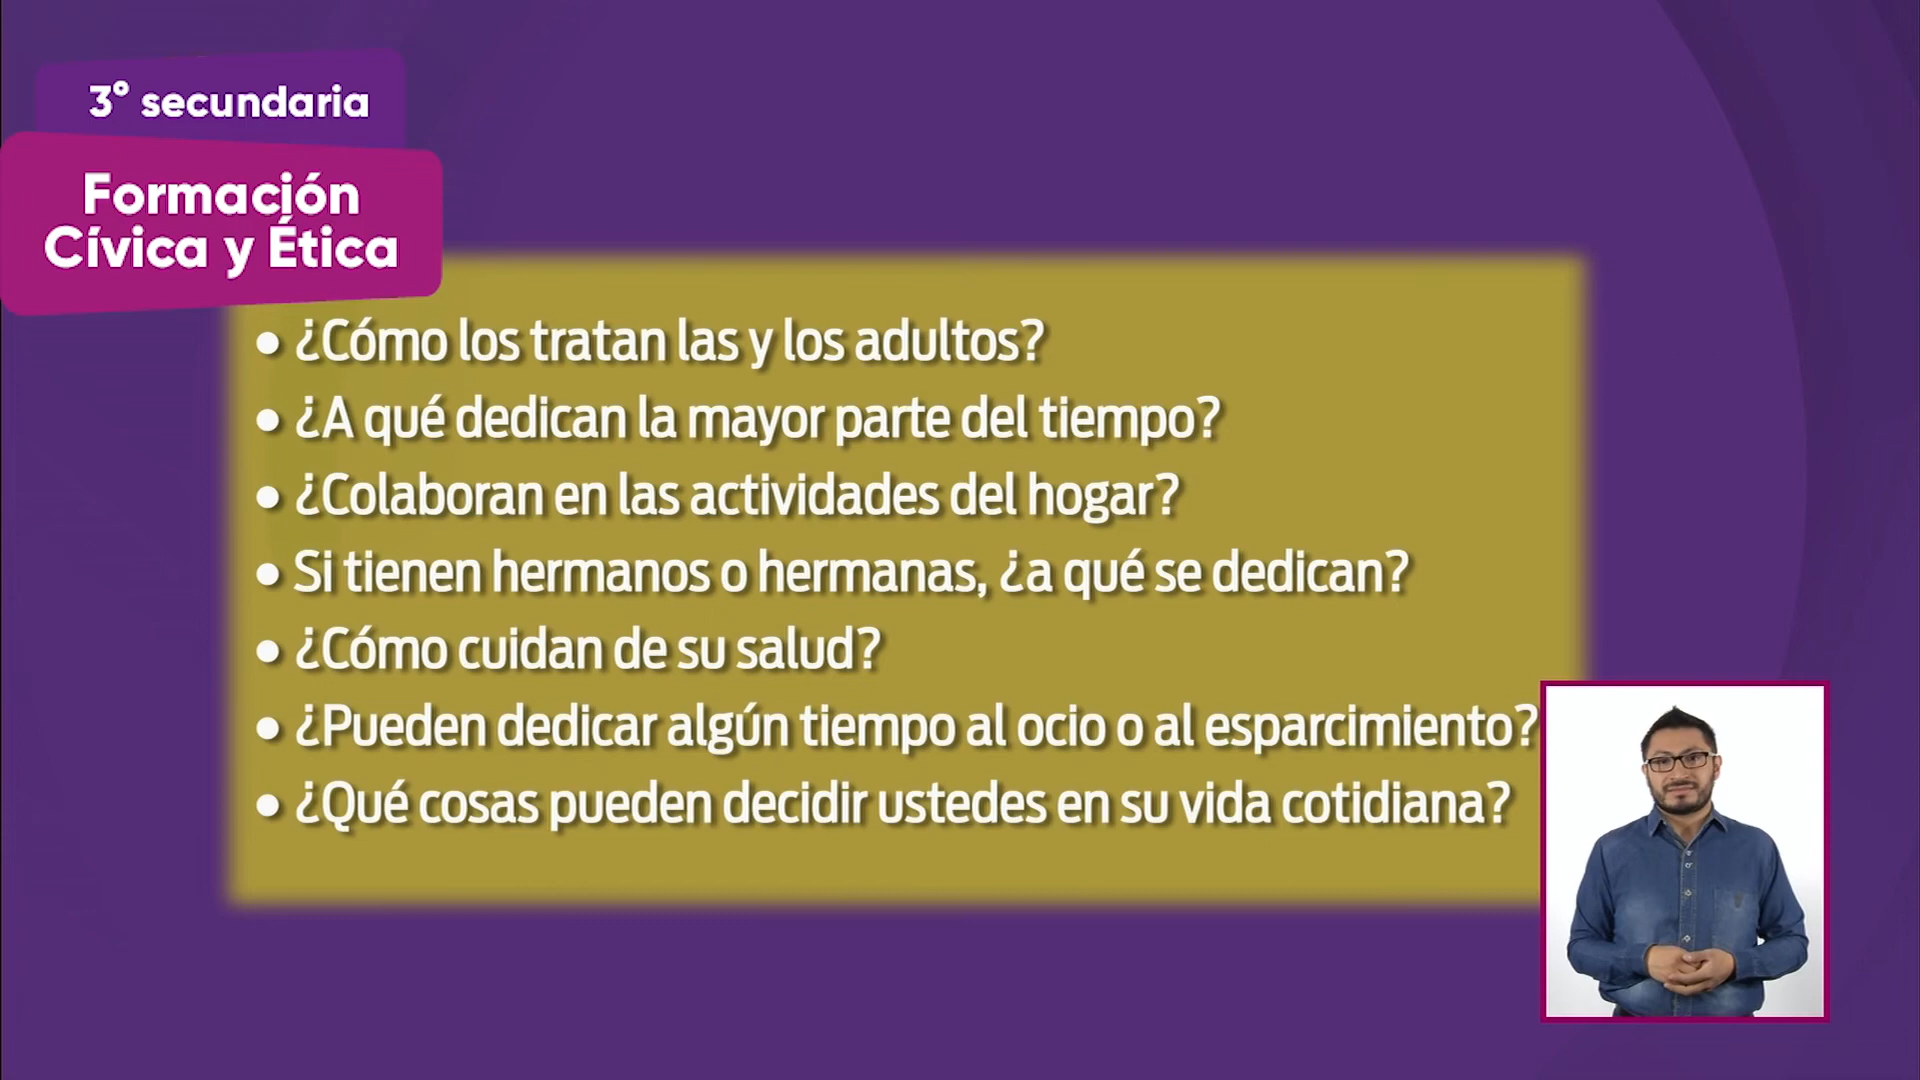 3° secundaria
Formación
Cívica y Ética
• ¿Cómo los tratan las y los adultos?
• ¿A qué dedican la mayor parte del tiempo?
• ¿Colaboran en las actividades del hogar?
• Si tienen hermanos o hermanas, ¿a qué se dedican?
• ¿Cómo cuidan de su salud?
• ¿Pueden dedicar algún tiempo al ocio o al esparcimiento?
• ¿Qué cosas pueden decidir ustedes en su vida cotidiana?